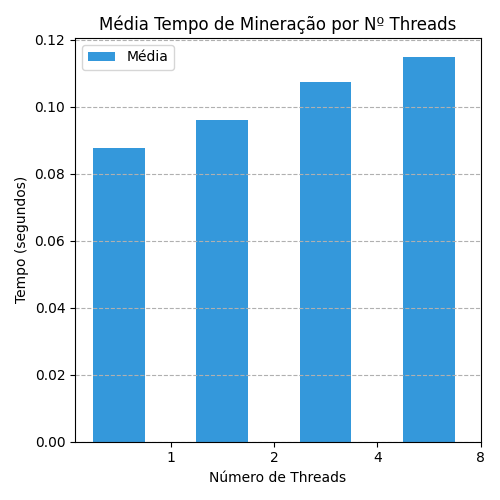 Média Tempo de Mineração por Nº Threads
Média
0.12
0.10
0.08
0.06
0.04
0.02
0.00
Tempo (segundos)
1 2 4 8
Número de Threads